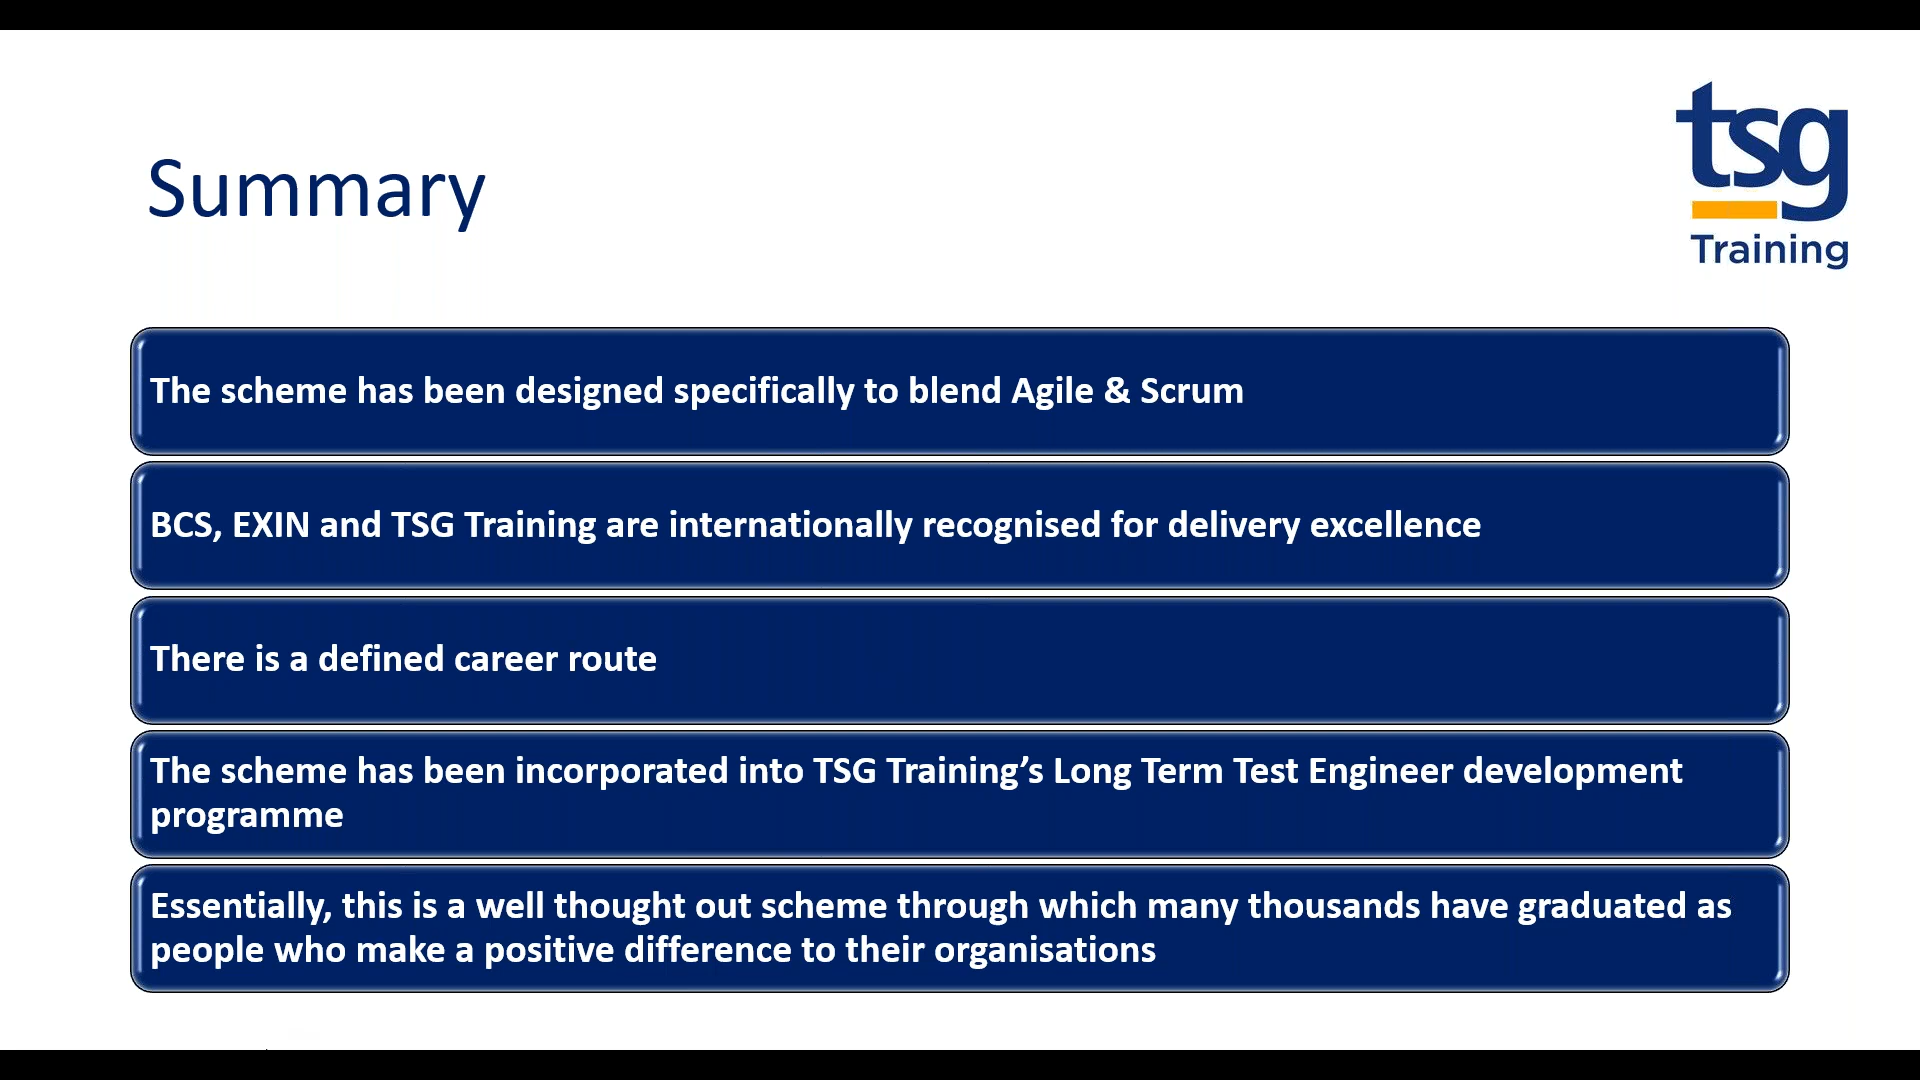 Summary
tsg
Training
The scheme has been designed specifically to blend Agile & Scrum
BCS, EXIN and TSG Training are internationally recognised for delivery excellence
There is a defined career route
The scheme has been incorporated into TSG Training’s Long Term Test Engineer development
programme
Essentially, this is a well thought out scheme through which many thousands have graduated as
people who make a positive difference to their organisations